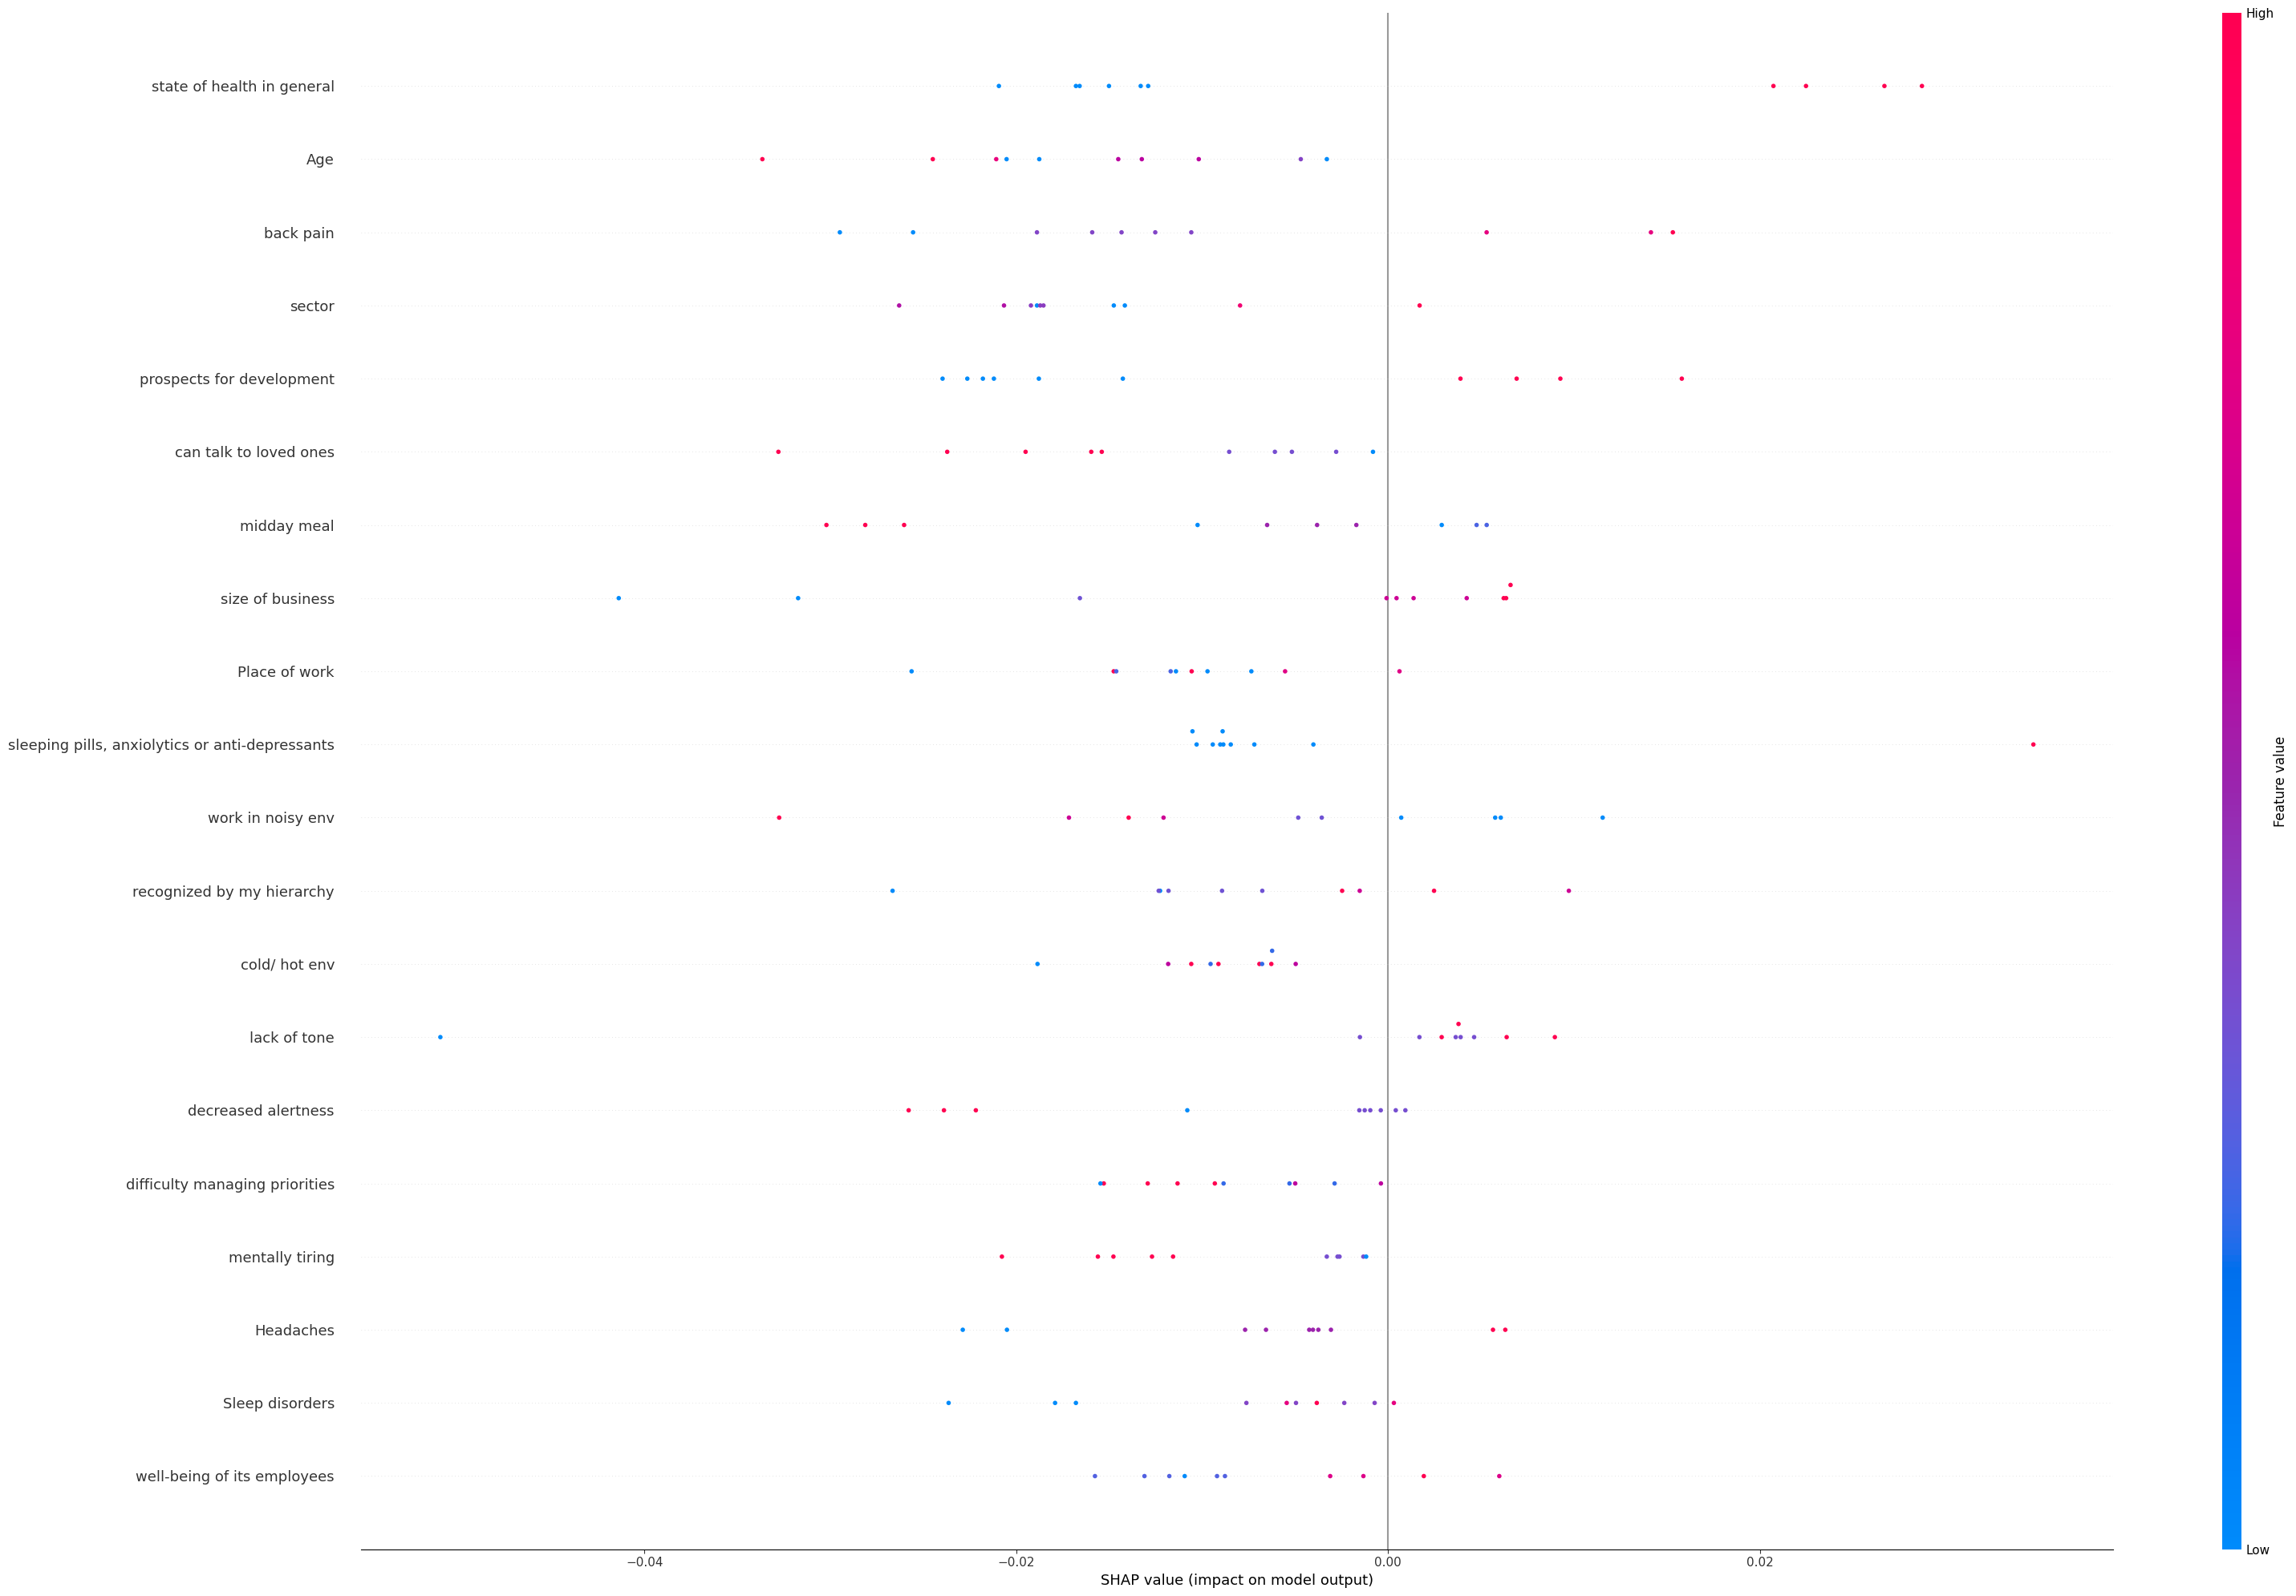 High
state of health in general
Age
back pain
sector
prospects for development
can talk to loved ones
midday meal
size of business
Place of work
sleeping pills, anxiolytics or anti-depressants
Feature value
work in noisy env
recognized by my hierarchy
cold/ hot env
lack of tone
decreased alertness
difficulty managing priorities
mentally tiring
Headaches
Sleep disorders
well-being of its employees
Low
−0.04 −0.02 0.00 0.02
SHAP value (impact on model output)